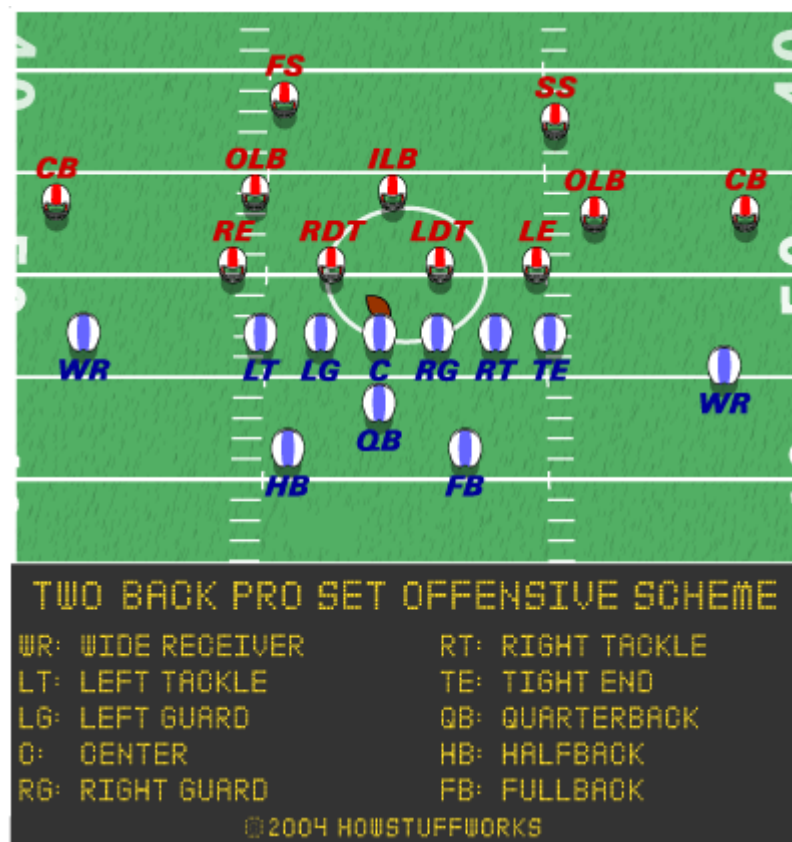 FS
SS
CB OLB ILB OLB CB
RE RDT LDT LE
WR LT LG C RG RT TE WR
QB
HB FB
TWO BACK PRO SET OFFENSIVE SCHEME
WR: WIDE RECEIVER
LT: LEFT TACKLE
LG: LEFT GUARD
C: CENTER
RG: RIGHT GUARD
RT: RIGHT TACKLE
TE: TIGHT END
QB: QUARTERBACK
HB: HALFBACK
FB: FULLBACK
©2004 HOWSTUFFWORKS